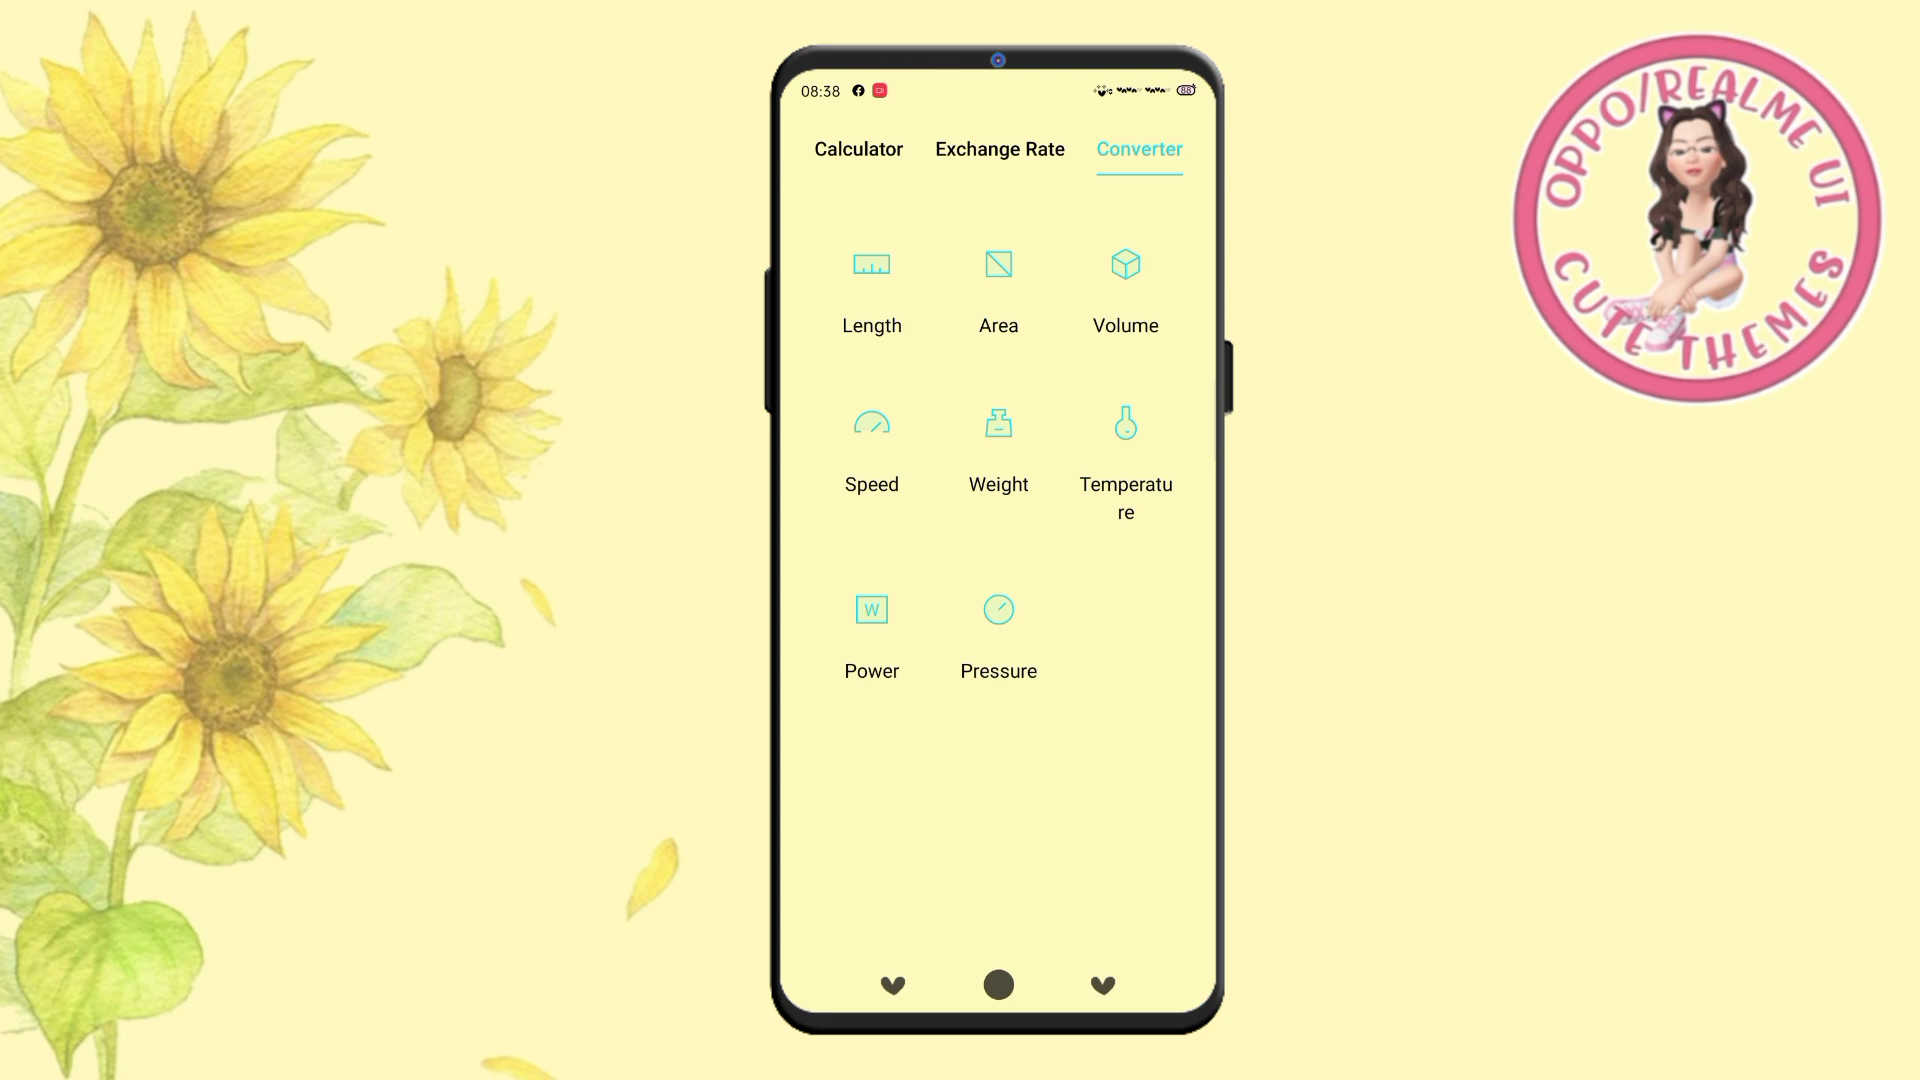 08:38
88
Calculator Exchange Rate Converter
Length Area Volume
Speed Weight Temperatu
re
W
Power Pressure
OPPO/REALME UI
CUTE THEMES